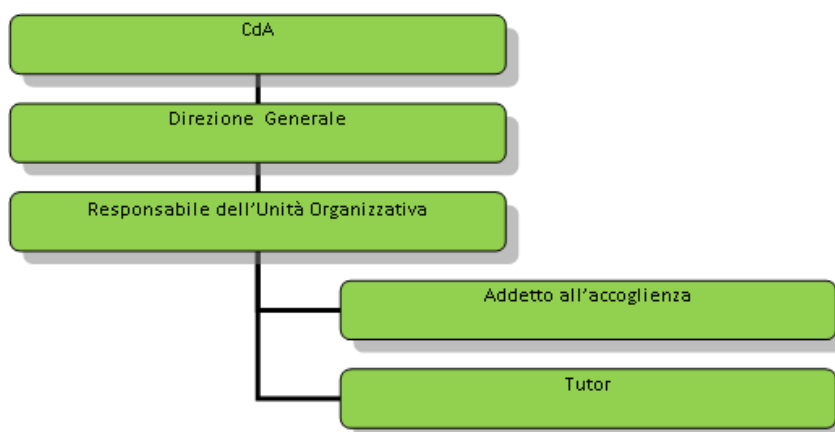 CdA
Direzione Generale
Responsabile dell'Unità Organizzativa
Addetto all'accoglienza
Tutor